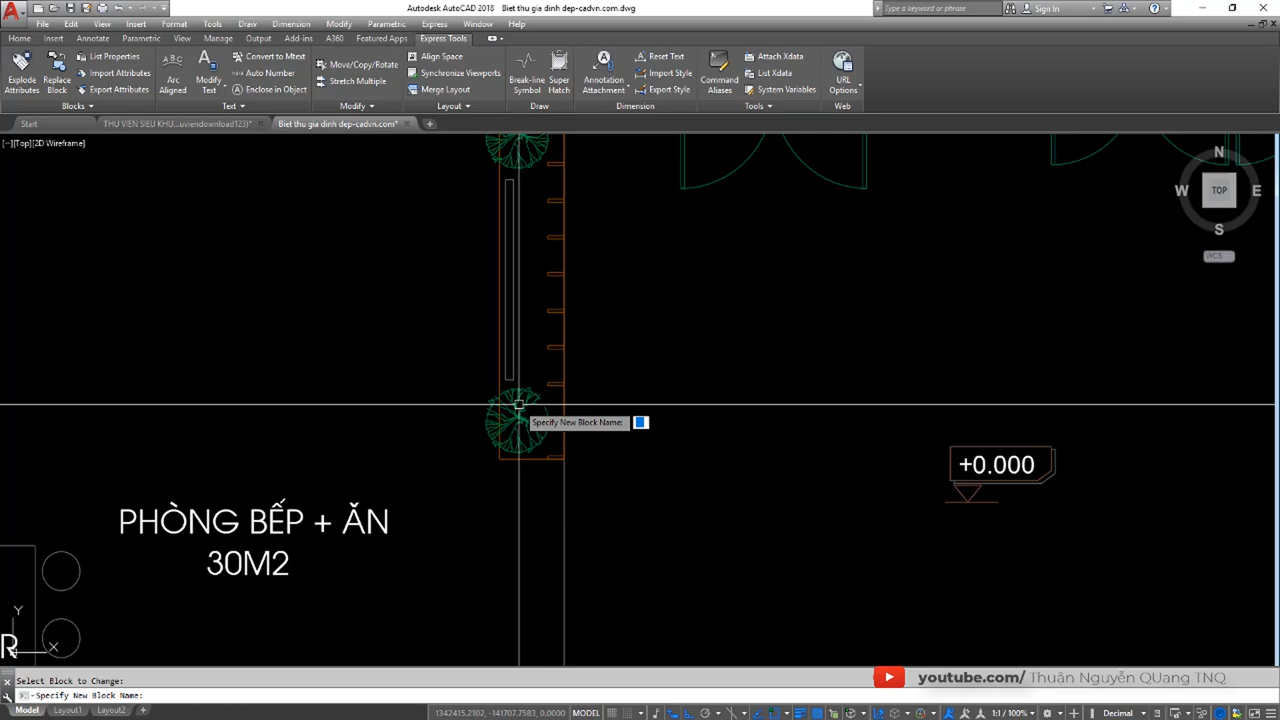 Autodesk AutoCAD 2018   Biet thu gia dinh dep-cadvn.com.dwg
Type a keyword or phrase
Sign In
File Edit View Insert Format Tools Draw Dimension Modify Parametric Express Window Help
Home Insert Annotate Parametric View Manage Output Add-ins A360 Featured Apps Express Tools
Explode Attributes
Replace Block
List Properties
Import Attributes
Export Attributes
Blocks
Arc Aligned
Modify Text
Convert to Mtext
Auto Number
Enclose in Object
Text
Move/Copy/Rotate
Stretch Multiple
Modify
Align Space
Synchronize Viewports
Merge Layout
Layout
Break-line Symbol
Super Hatch
Draw
Annotation Attachment
Reset Text
Import Style
Export Style
Dimension
Command Aliases
Attach Xdata
List Xdata
System Variables
Tools
URL Options
Web
Start
THU VIEN SIEU KHU...uviendownload123)*
Biet thu gia dinh dep-cadvn.com*
[−][Top][2D Wireframe]
N
W TOP E
S
WCS
Specify New Block Name:
+0.000
PHÒNG BẾP + ĂN
30M2
Y
R
X
Select Block to Change:
Specify New Block Name:
youtube.com/ Thuận Nguyễn QUang TNQ
Model Layout1 Layout2
1342415.2102, -141707.7583, 0.0000 MODEL
1:1 / 100%
Decimal